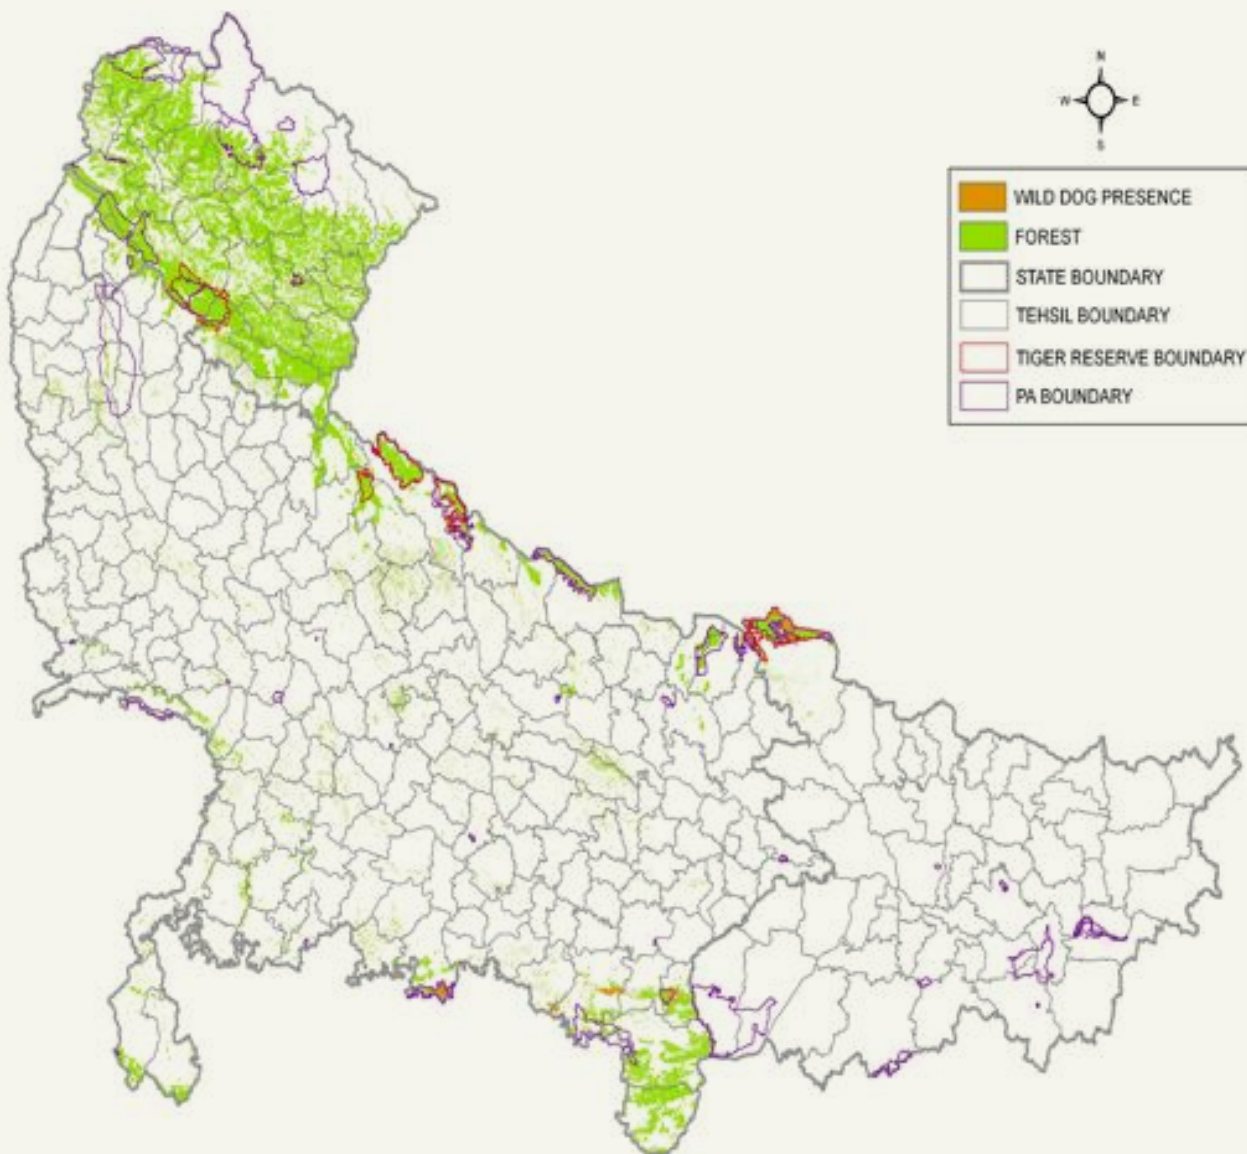 N
W E
S
WILD DOG PRESENCE
FOREST
STATE BOUNDARY
TEHSIL BOUNDARY
TIGER RESERVE BOUNDARY
PA BOUNDARY